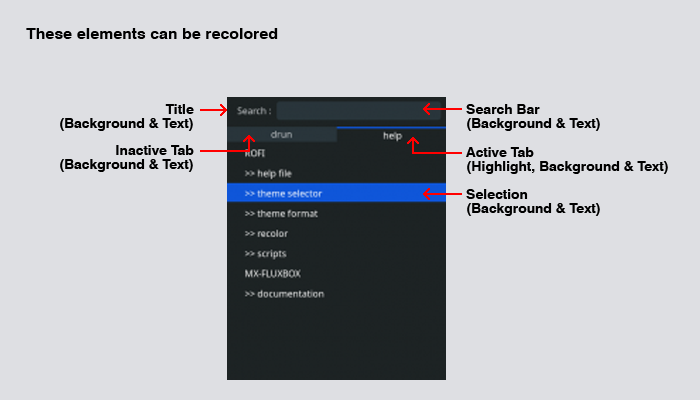 These elements can be recolored
Title
(Background & Text)
Inactive Tab
(Background & Text)
Search :
drun
help
ROFI
>> help file
>> theme selector
>> theme format
>> recolor
>> scripts
MX-FLUXBOX
>> documentation
Search Bar
(Background & Text)
Active Tab
(Highlight, Background & Text)
Selection
(Background & Text)